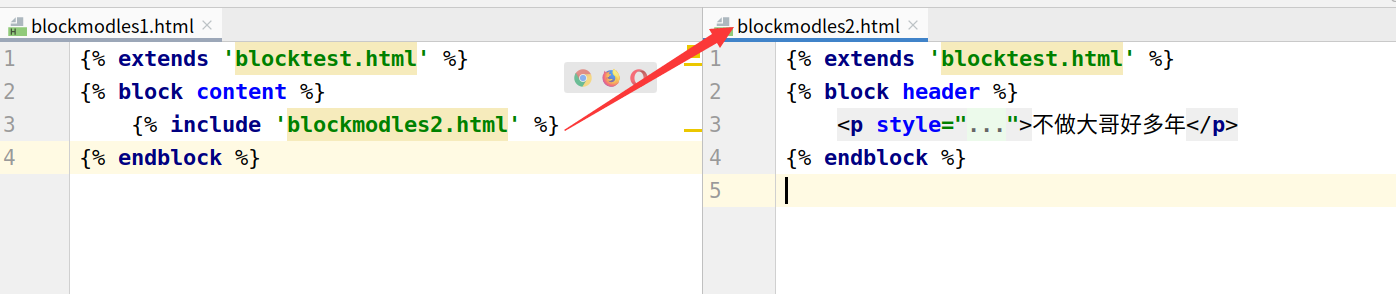 blockmodles1.html
1 {% extends 'blocktest.html' %}
2 {% block content %}
3 {% include 'blockmodles2.html' %}
4 {% endblock %}
blockmodles2.html
1 {% extends 'blocktest.html' %}
2 {% block header %}
3 <p style="...">不做大哥好多年</p>
4 {% endblock %}
5